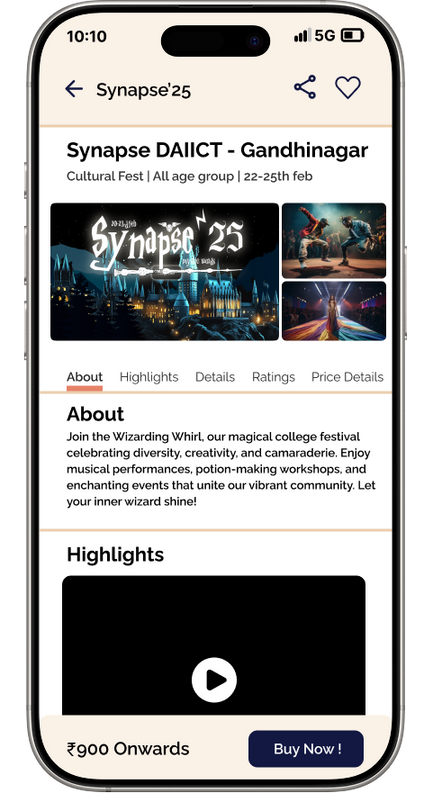 10:10
5G
Synapse'25
Synapse DAIICT - Gandhinagar
Cultural Fest | All age group | 22-25th feb
Synapse'25
About Highlights Details Ratings Price Details
About
Join the Wizarding Whirl, our magical college festival
celebrating diversity, creativity, and camaraderie. Enjoy
musical performances, potion-making workshops, and
enchanting events that unite our vibrant community. Let
your inner wizard shine!
Highlights
₹900 Onwards
Buy Now !